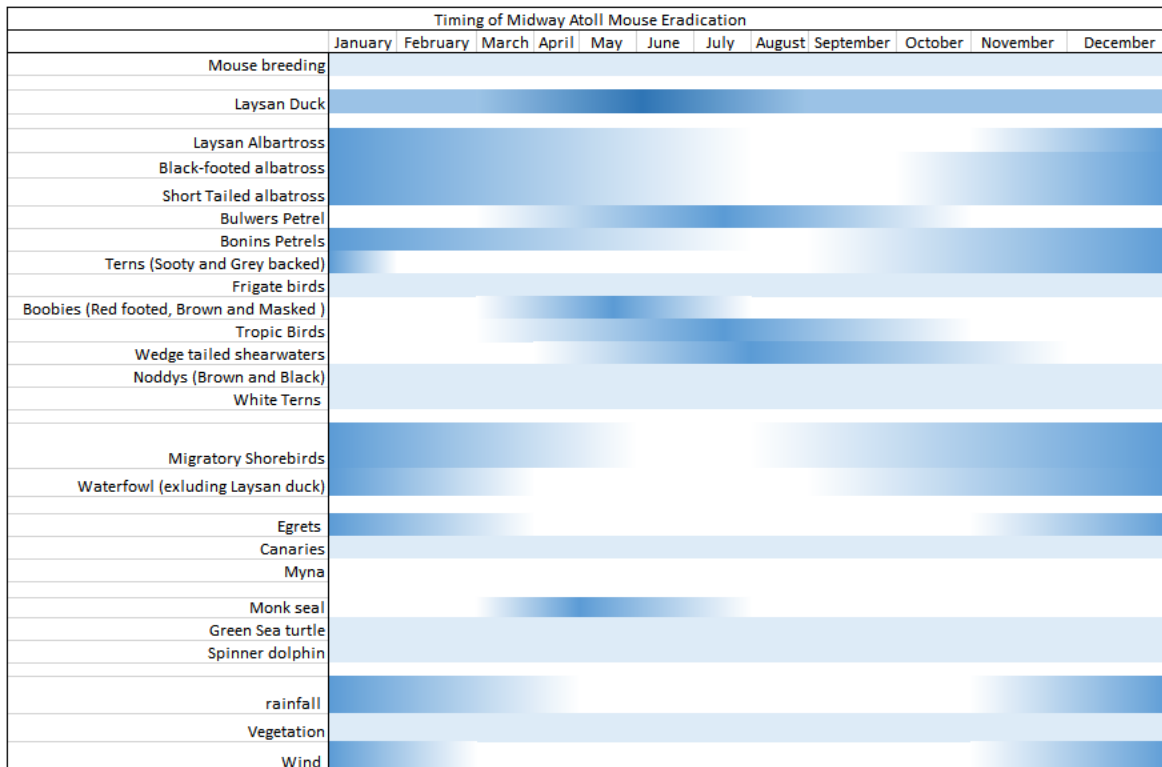 Timing of Midway Atoll Mouse Eradication
January February March April May June July August September October November December
Mouse breeding
Laysan Duck
Laysan Albartross
Black-footed albatross
Short Tailed albatross
Bulwers Petrel
Bonins Petrels
Terns (Sooty and Grey backed)
Frigate birds
Boobies (Red footed, Brown and Masked )
Tropic Birds
Wedge tailed shearwaters
Noddys (Brown and Black)
White Terns
Migratory Shorebirds
Waterfowl (exluding Laysan duck)
Egrets
Canaries
Myna
Monk seal
Green Sea turtle
Spinner dolphin
rainfall
Vegetation
Wind